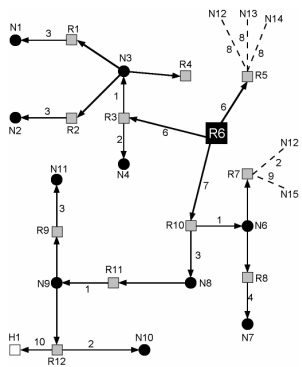 N12 N13 N14
8 8 8
N1 3 R1 N3 R4 R5
1 6
N2 3 R2 R3 6 R6
2
N4
7
N11 R7 2 N12
9 N15
3
R9 R10 1 N6
3
R11 R8
N9 1 N8
4
H1 10 2 N10 N7
R12